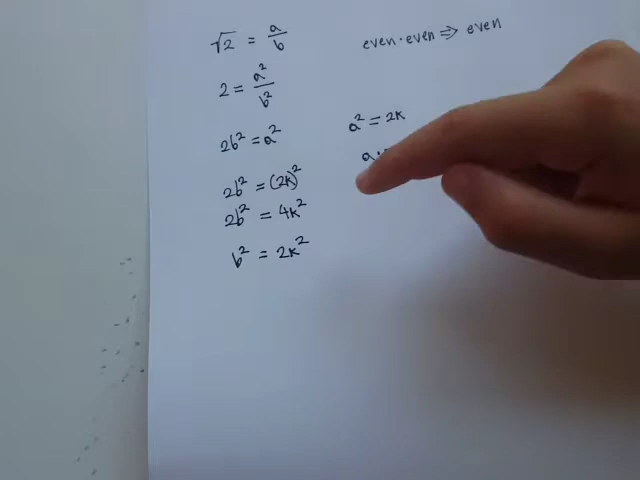 √2 = a/b
2 = a²/b²
2b² = a²
2b² = (2k)²
2b² = 4k²
b² = 2k²
even · even ⇒ even
a² = 2k
a ·